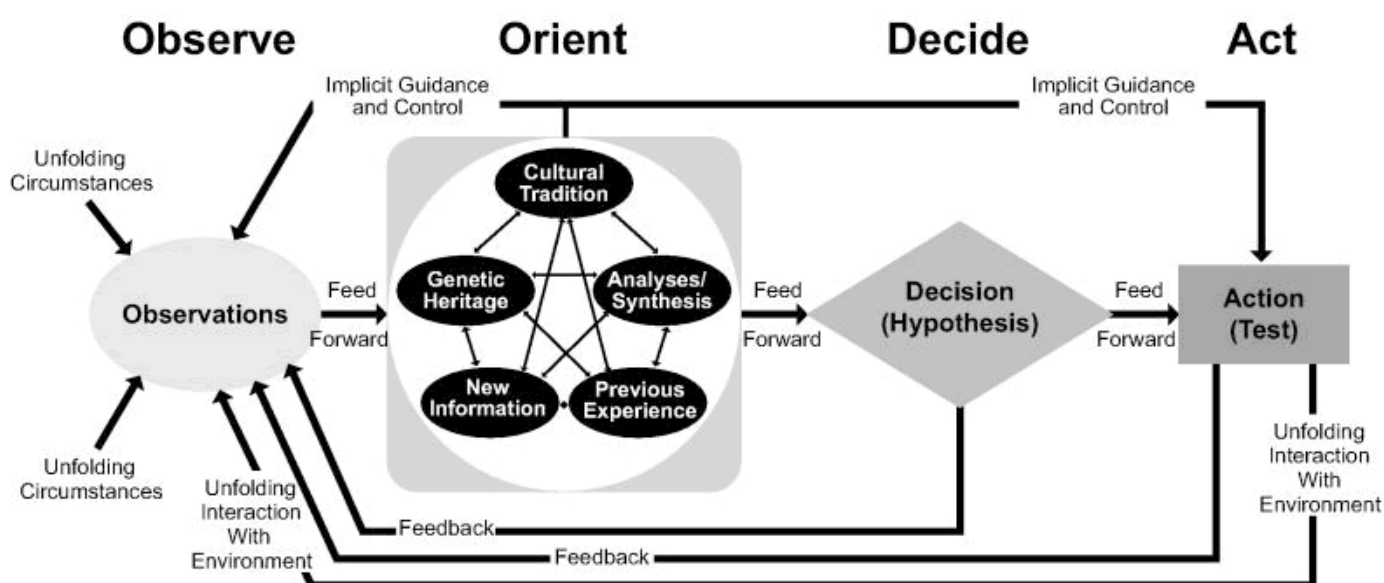 Observe
Orient
Decide
Act
Implicit Guidance
and Control
Implicit Guidance
and Control
Unfolding
Circumstances
Observations
Unfolding
Circumstances
Feed
Forward
Cultural
Tradition
Genetic
Heritage
Analyses/
Synthesis
New
Information
Previous
Experience
Feed
Forward
Decision
(Hypothesis)
Feed
Forward
Action
(Test)
Unfolding
Interaction
With
Environment
Unfolding
Interaction
With
Environment
Feedback
Feedback